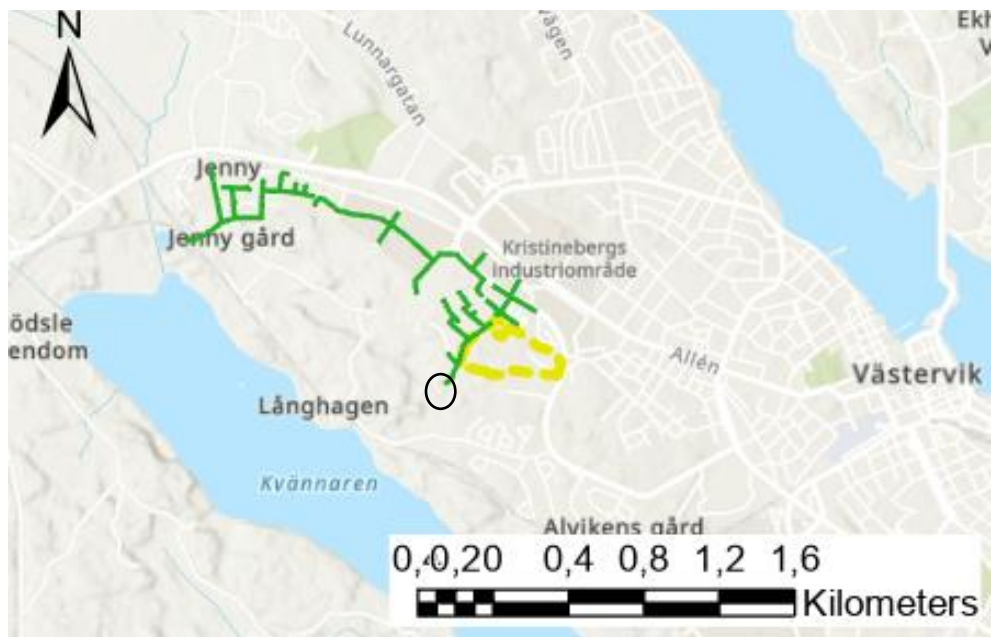 N
Ekh
V
vägen
Lunnargatan
Jenny
Jenny gård
Kristinebergs
industriområde
ödsle
endom
Allén
Västervik
Långhagen
Kvännaren
Alvikens gård
0,20 0,4 0,8 1,2 1,6
Kilometers